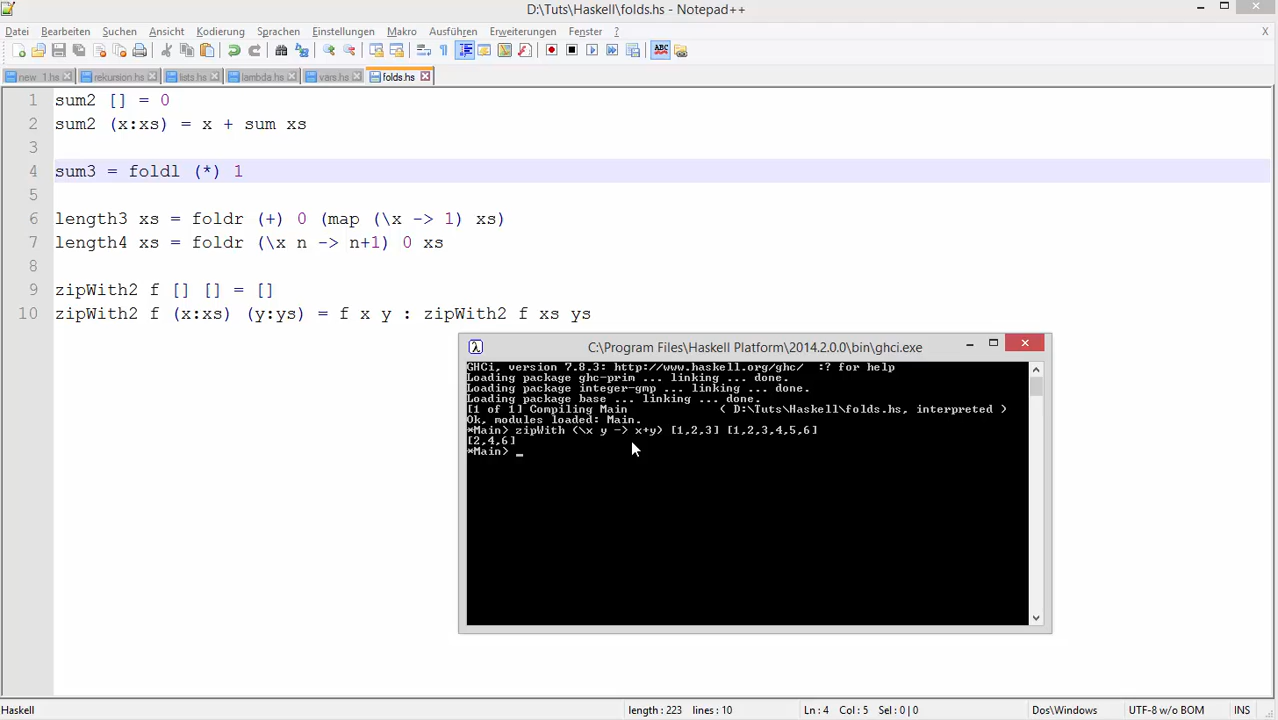 D:\Tuts\Haskell\folds.hs - Notepad++
Datei Bearbeiten Suchen Ansicht Kodierung Sprachen Einstellungen Makro Ausführen Erweiterungen Fenster ? X
new 1.hs rekursion.hs lists.hs lambda.hs vars.hs folds.hs
1 sum2 [] = 0
2 sum2 (x:xs) = x + sum xs
3
4 sum3 = foldl (*) 1
5
6 length3 xs = foldr (+) 0 (map (\x -> 1) xs)
7 length4 xs = foldr (\x n -> n+1) 0 xs
8
9 zipWith2 f [] [] = []
10 zipWith2 f (x:xs) (y:ys) = f x y : zipWith2 f xs ys
C:\Program Files\Haskell Platform\2014.2.0.0\bin\ghci.exe
GHCi, version 7.8.3: http://www.haskell.org/ghc/ :? for help
Loading package ghc-prim ... linking ... done.
Loading package integer-gmp ... linking ... done.
Loading package base ... linking ... done.
[1 of 1] Compiling Main ( D:\Tuts\Haskell\folds.hs, interpreted )
Ok, modules loaded: Main.
*Main> zipWith (\x y -> x+y) [1,2,3] [1,2,3,4,5,6]
[2,4,6]
*Main> _
Haskell length : 223 lines : 10 Ln : 4 Col : 5 Sel : 0 | 0 Dos\Windows UTF-8 w/o BOM INS